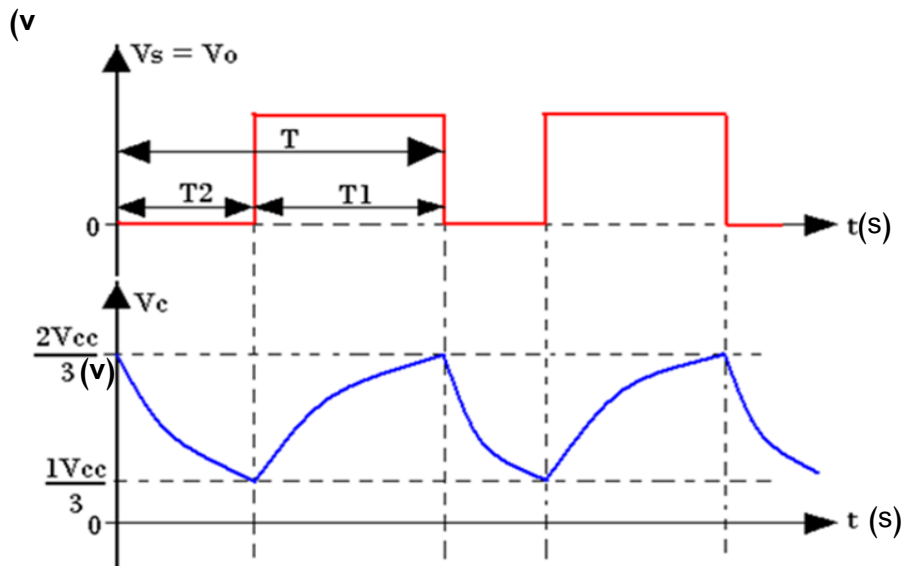 (v
Vs = Vo
T
T2 T1
0 t(s)
Vc
2Vcc
3 (v)
1Vcc
3
0 t (s)